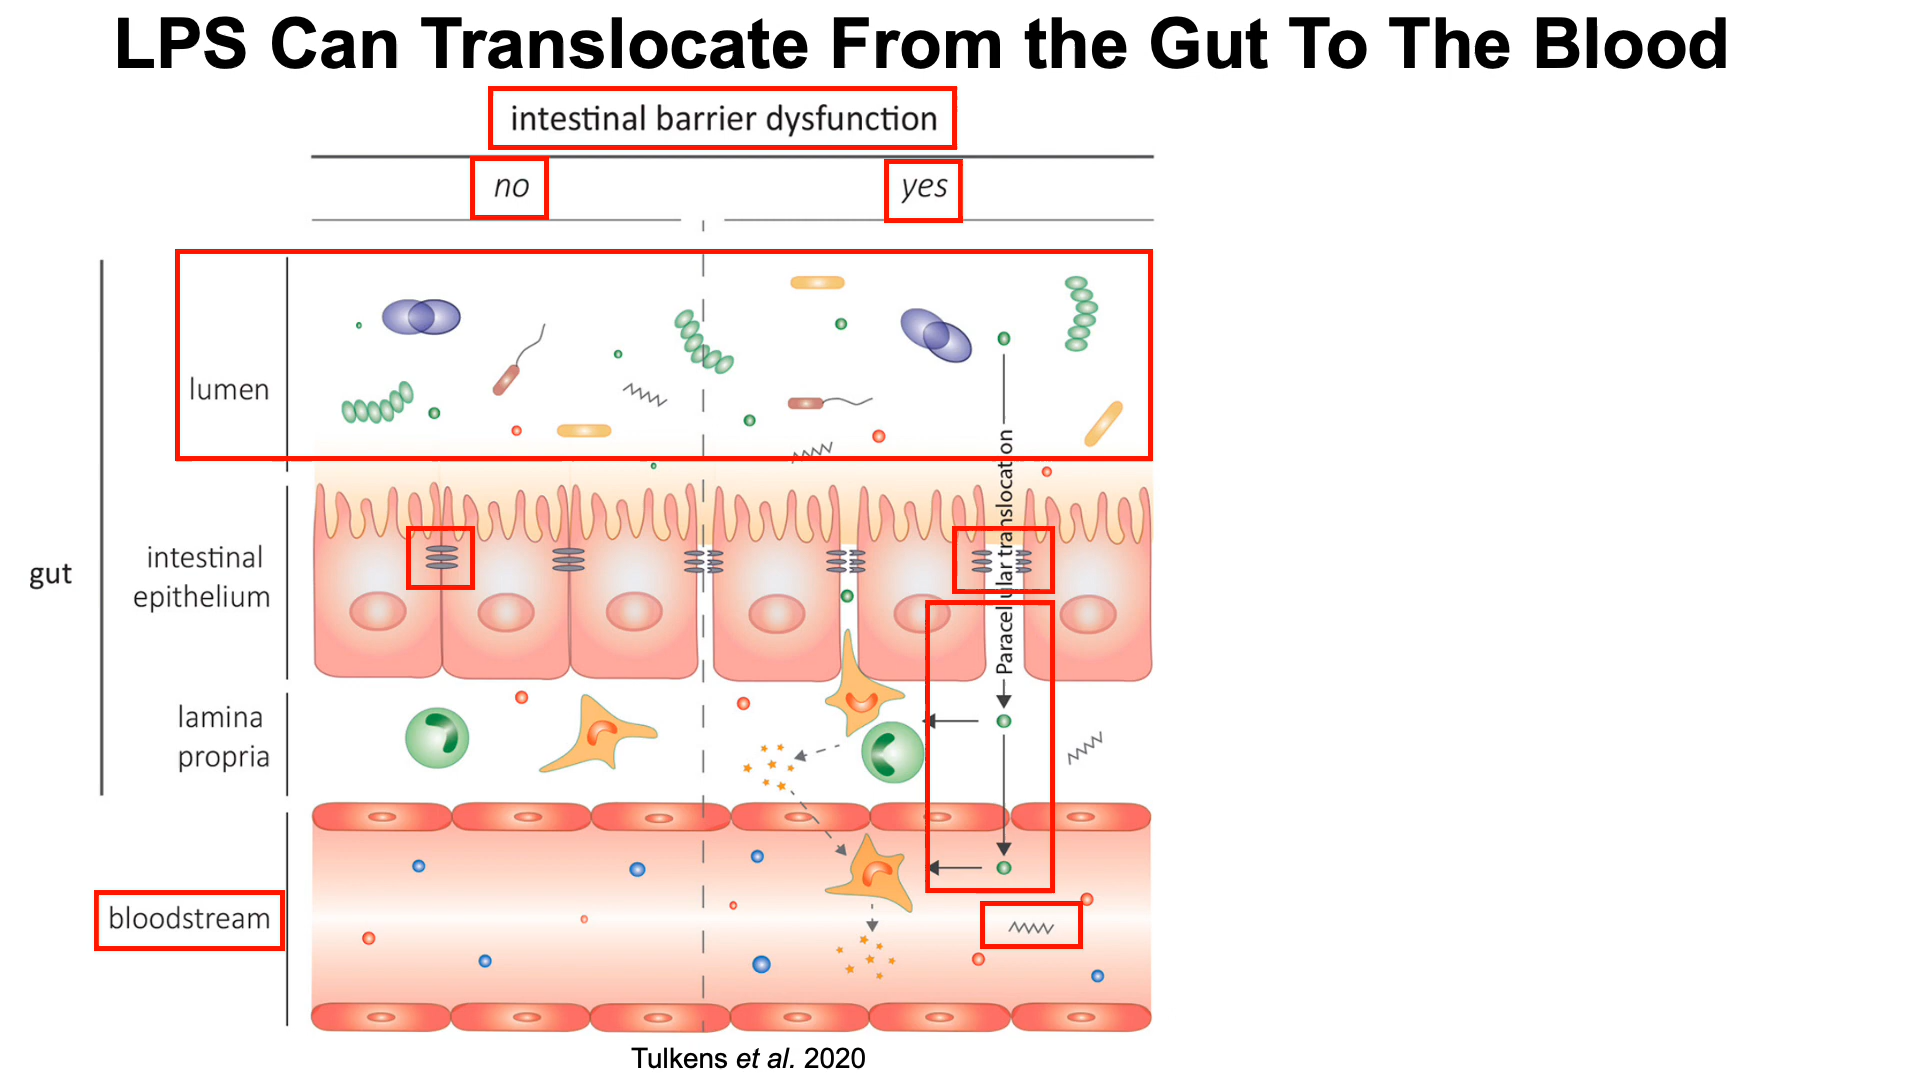 LPS Can Translocate From the Gut To The Blood
intestinal barrier dysfunction
no
yes
lumen
Paracellular translocation
gut
intestinal
epithelium
lamina
propria
bloodstream
Tulkens et al. 2020